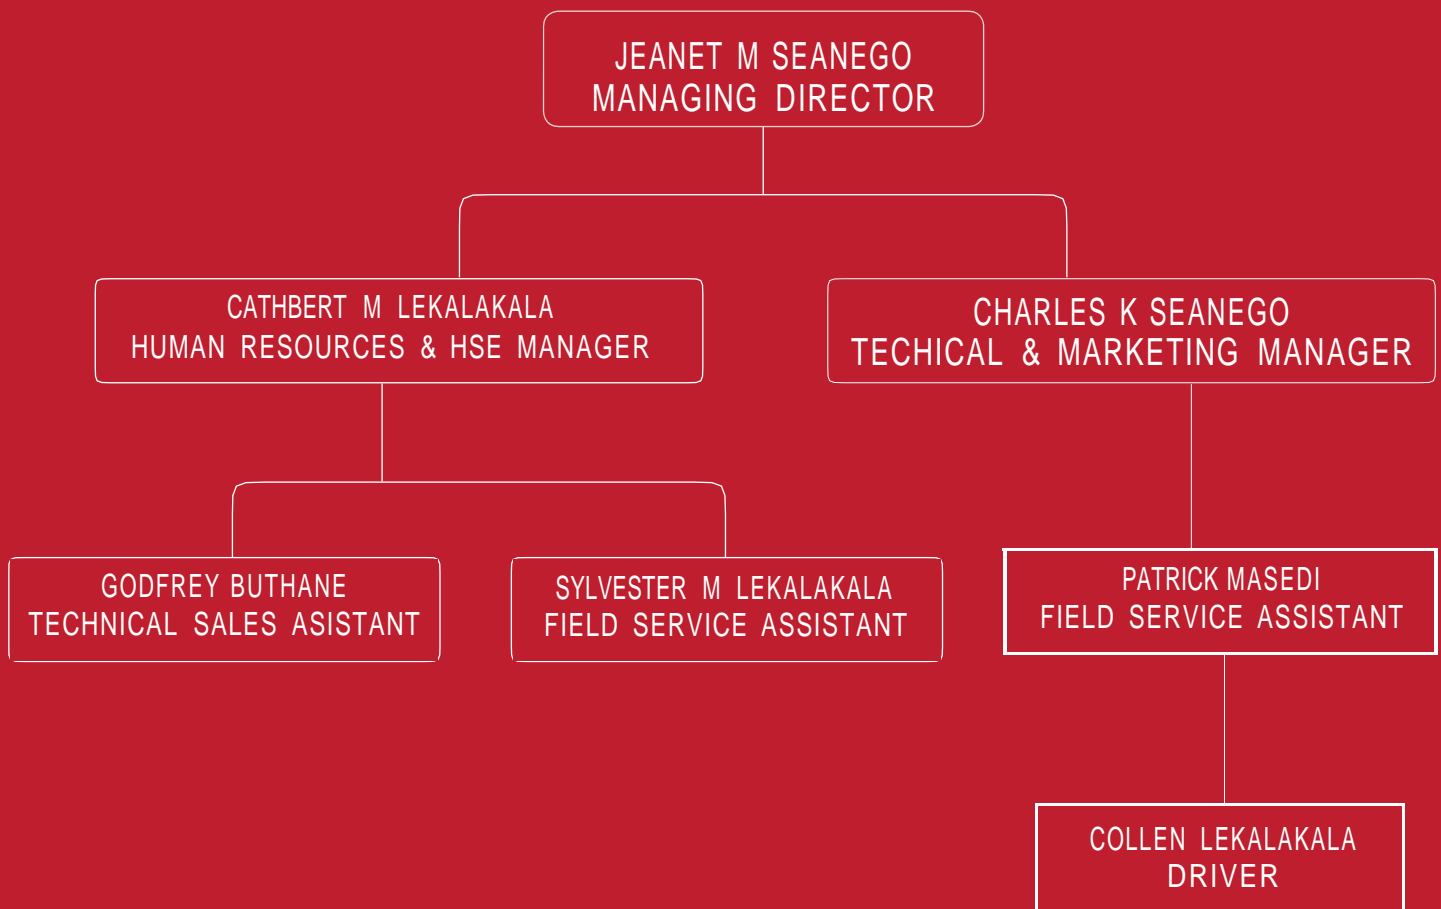 JEANET M SEANEGO
MANAGING DIRECTOR
CATHBERT M LEKALAKALA
HUMAN RESOURCES & HSE MANAGER
CHARLES K SEANEGO
TECHICAL & MARKETING MANAGER
GODFREY BUTHANE
TECHNICAL SALES ASISTANT
SYLVESTER M LEKALAKALA
FIELD SERVICE ASSISTANT
PATRICK MASEDI
FIELD SERVICE ASSISTANT
COLLEN LEKALAKALA
DRIVER